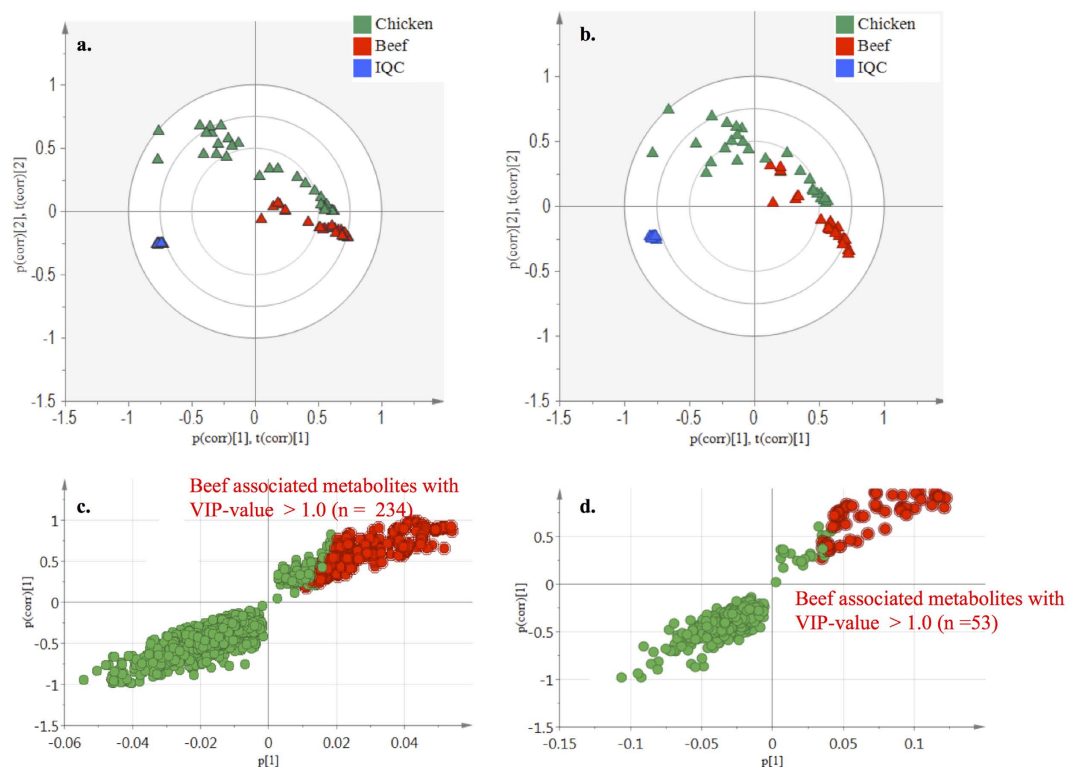 a.
Chicken
Beef
IQC
1
0.5
0
-0.5
-1
-1.5
-1.5 -1 -0.5 0 0.5 1
p(corr)[2], t(corr)[2]
p(corr)[1], t(corr)[1]
b.
Chicken
Beef
IQC
1
0.5
0
-0.5
-1
-1.5
-1.5 -1 -0.5 0 0.5 1
p(corr)[2], t(corr)[2]
p(corr)[1], t(corr)[1]
c.
Beef associated metabolites with
VIP-value > 1.0 (n = 234)
1
0.5
0
-0.5
-1
-1.5
-0.06 -0.04 -0.02 0 0.02 0.04
p(corr)[1]
p[1]
d.
Beef associated metabolites with
VIP-value > 1.0 (n =53)
0.5
0
-0.5
-1
-1.5
-0.15 -0.1 -0.05 0 0.05 0.1
p(corr)[1]
p[1]